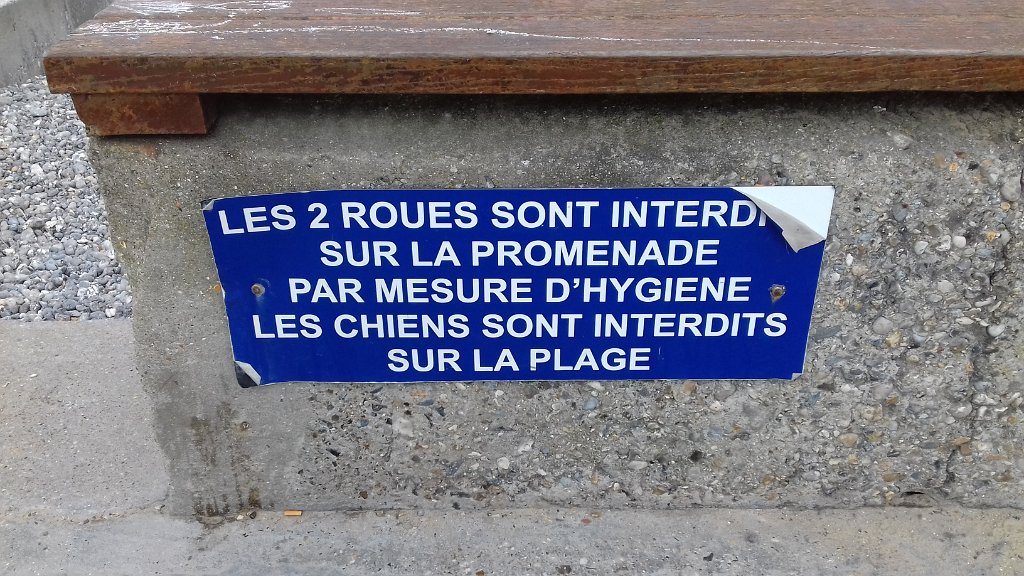 LES 2 ROUES SONT INTERDI
SUR LA PROMENADE
PAR MESURE D'HYGIENE
LES CHIENS SONT INTERDITS
SUR LA PLAGE